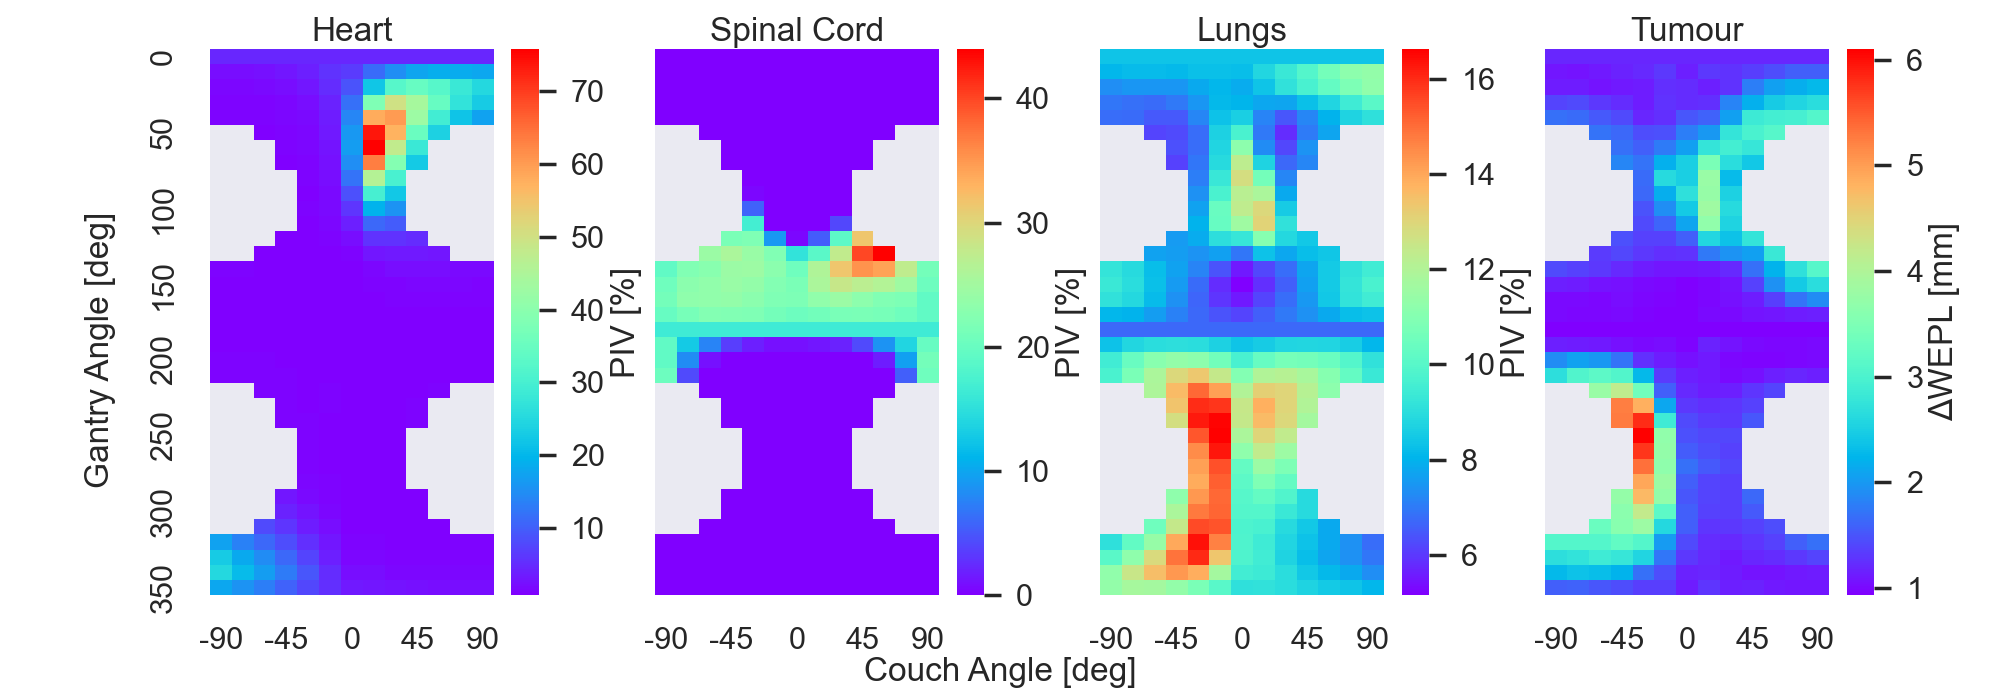 Heart
Spinal Cord
Lungs
Tumour
Gantry Angle [deg]
0
50
100
150
200
250
300
350
-90 -45 0 45 90
70
60
50
40
30
20
10
PIV [%]
-90 -45 0 45 90
40
30
20
10
0
PIV [%]
-90 -45 0 45 90
16
14
12
10
8
6
PIV [%]
-90 -45 0 45 90
6
5
4
3
2
1
ΔWEPL [mm]
Couch Angle [deg]